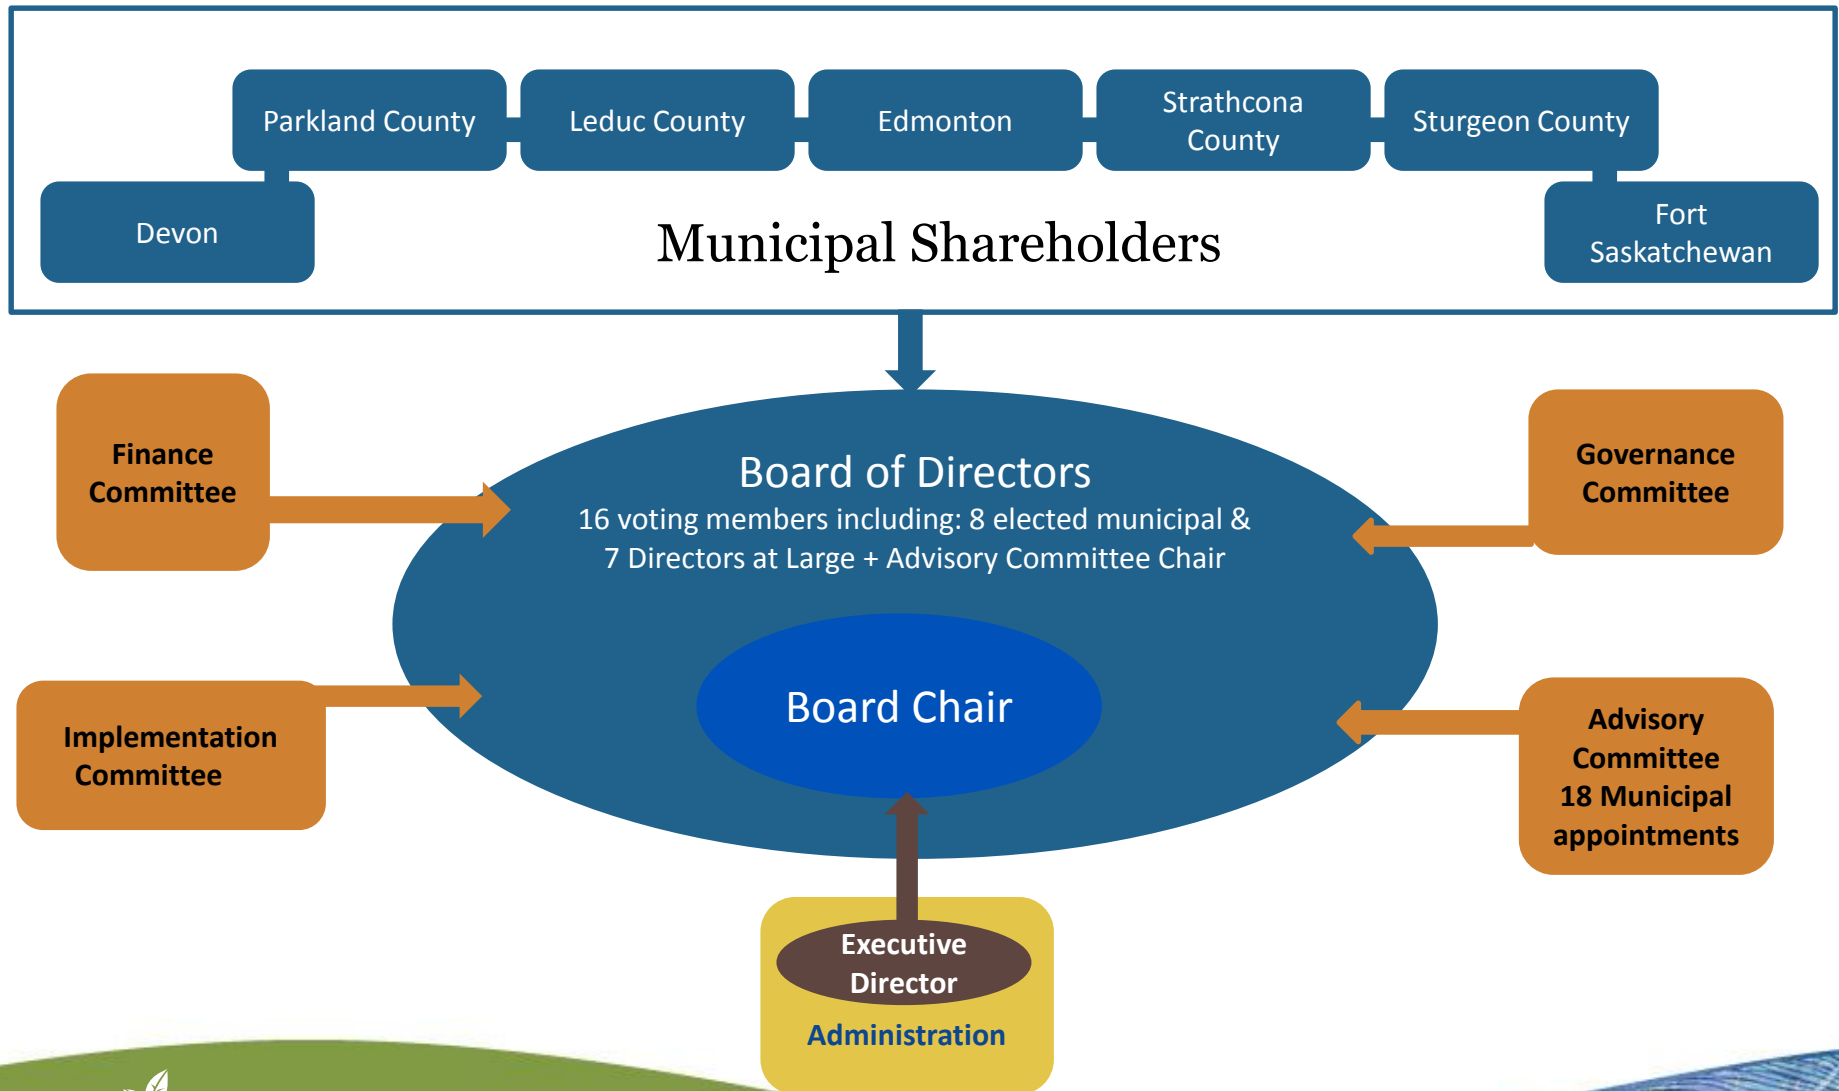 Parkland County
Leduc County
Edmonton
Strathcona
County
Sturgeon County
Devon
Municipal Shareholders
Fort
Saskatchewan
Finance
Committee
Board of Directors
16 voting members including: 8 elected municipal &
7 Directors at Large + Advisory Committee Chair
Governance
Committee
Implementation
Committee
Board Chair
Advisory
Committee
18 Municipal
appointments
Executive
Director
Administration